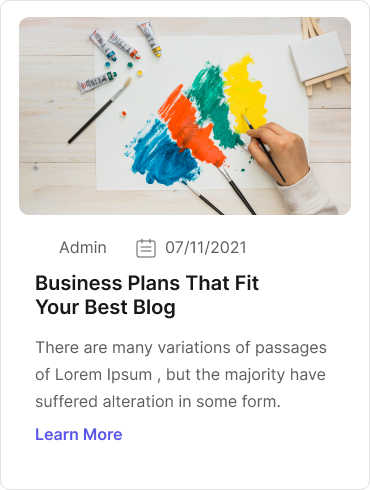 Admin 07/11/2021
Business Plans That Fit
Your Best Blog
There are many variations of passages
of Lorem Ipsum , but the majority have
suffered alteration in some form.
Learn More